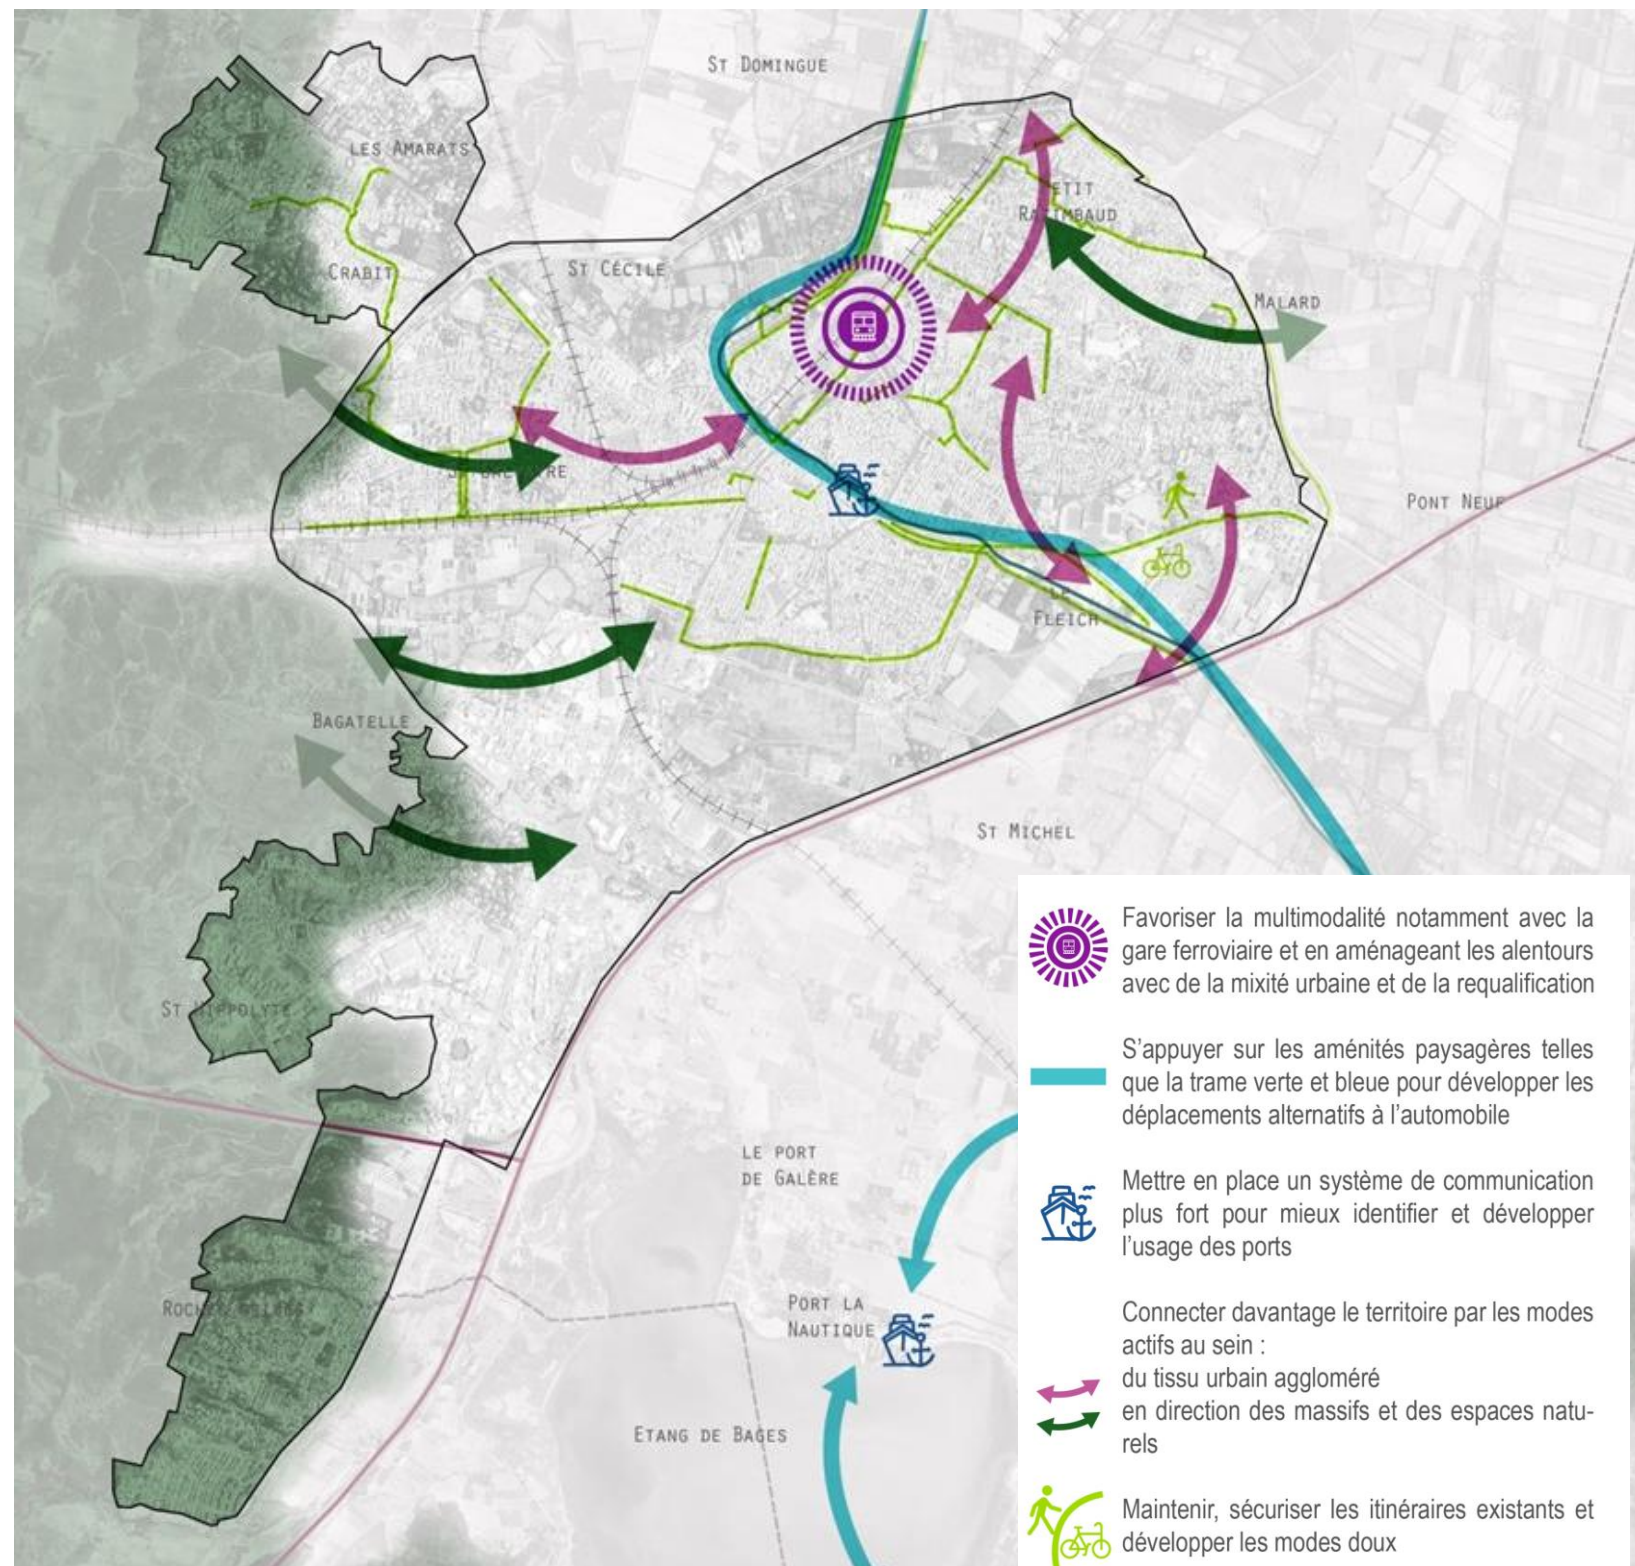 ST DOMINGUE
LES AMARATS
CRABIT
ST CÉCILE
MALARD
PONT NEUF
FLEICH
BAGATELLE
ST MICHEL
ST HIPPOLYTE
LE PORT
DE GALÈRE
PORT LA
NAUTIQUE
ETANG DE BAGES
Favoriser la multimodalité notamment avec la
gare ferroviaire et en aménageant les alentours
avec de la mixité urbaine et de la requalification
S'appuyer sur les aménités paysagères telles
que la trame verte et bleue pour développer les
déplacements alternatifs à l'automobile
Mettre en place un système de communication
plus fort pour mieux identifier et développer
l'usage des ports
Connecter davantage le territoire par les modes
actifs au sein :
du tissu urbain aggloméré
en direction des massifs et des espaces natu-
rels
Maintenir, sécuriser les itinéraires existants et
développer les modes doux